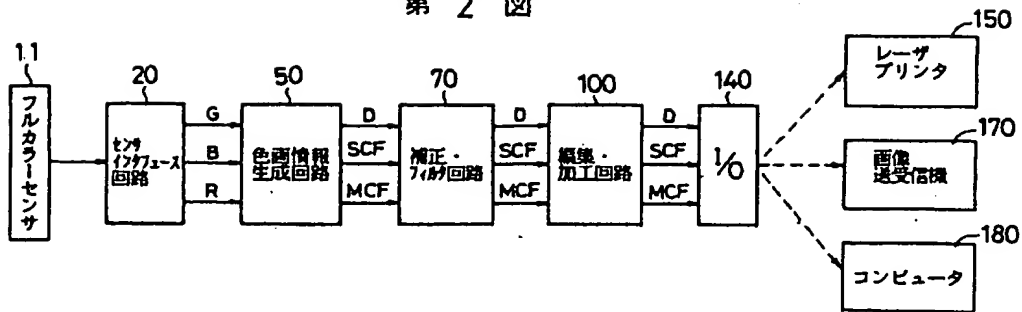 第 2 図
11
フルカラーセンサ
20
センサ
インタフェース
回路
G
B
R
50
色画情報
生成回路
D
SCF
MCF
70
補正・
フィルタ回路
D
SCF
MCF
100
編集・
加工回路
D
SCF
MCF
140
I/O
150
レーザ
プリンタ
170
画像
送受信機
180
コンピュータ